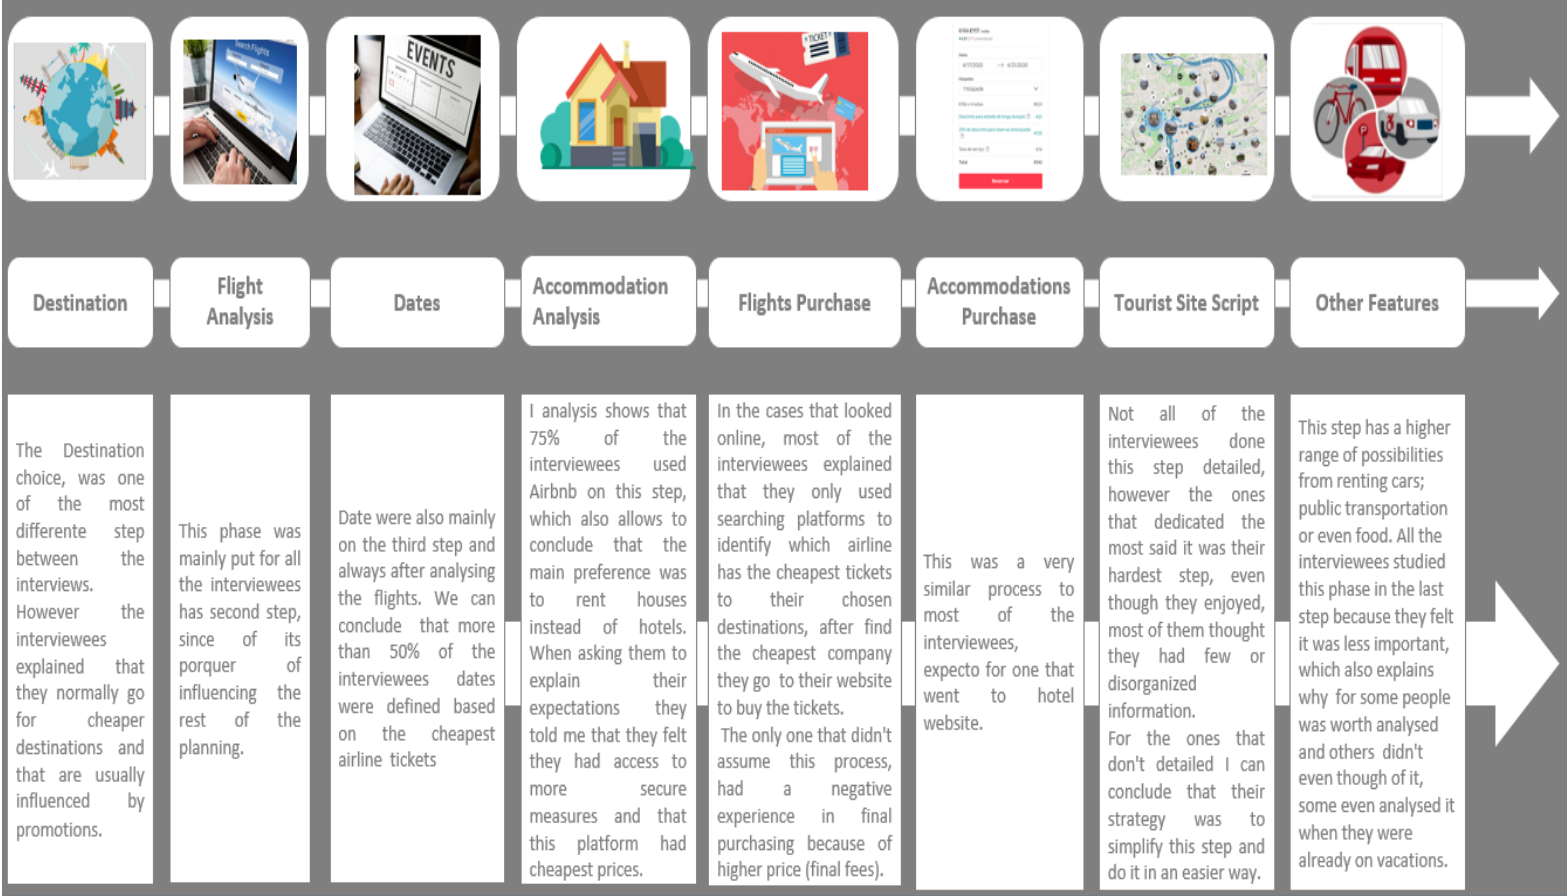 Search Flights
EVENTS
TICKET
6/17/2020 → 6/21/2020
1 hóspede
Total
Reservar
Destination
Flight
Analysis
Dates
Accommodation
Analysis
Flights Purchase
Accommodations
Purchase
Tourist Site Script
Other Features
The Destination
choice, was one
of the most
differente step
between the
interviews.
However the
interviewees
explained that
they normally go
for cheaper
destinations and
that are usually
influenced by
promotions.
This phase was
mainly put for all
the interviewees
has second step,
since of its
porquer of
influencing the
rest of the
planning.
Date were also mainly
on the third step and
always after analysing
the flights. We can
conclude that more
than 50% of the
interviewees dates
were defined based
on the cheapest
airline tickets
I analysis shows that
75% of the
interviewees used
Airbnb on this step,
which also allows to
conclude that the
main preference was
to rent houses
instead of hotels.
When asking them to
explain their
expectations they
told me that they felt
they had access to
more secure
measures and that
this platform had
cheapest prices.
In the cases that looked
online, most of the
interviewees explained
that they only used
searching platforms to
identify which airline
has the cheapest tickets
to their chosen
destinations, after find
the cheapest company
they go to their website
to buy the tickets.
The only one that didn't
assume this process,
had a negative
experience in final
purchasing because of
higher price (final fees).
This was a very
similar process to
most of the
interviewees,
expecto for one that
went to hotel
website.
Not all of the
interviewees done
this step detailed,
however the ones
that dedicated the
most said it was their
hardest step, even
though they enjoyed,
most of them thought
they had few or
disorganized
information.
For the ones that
don't detailed I can
conclude that their
strategy was to
simplify this step and
do it in an easier way.
This step has a higher
range of possibilities
from renting cars;
public transportation
or even food. All the
interviewees studied
this phase in the last
step because they felt
it was less important,
which also explains
why for some people
was worth analysed
and others didn't
even though of it,
some even analysed it
when they were
already on vacations.